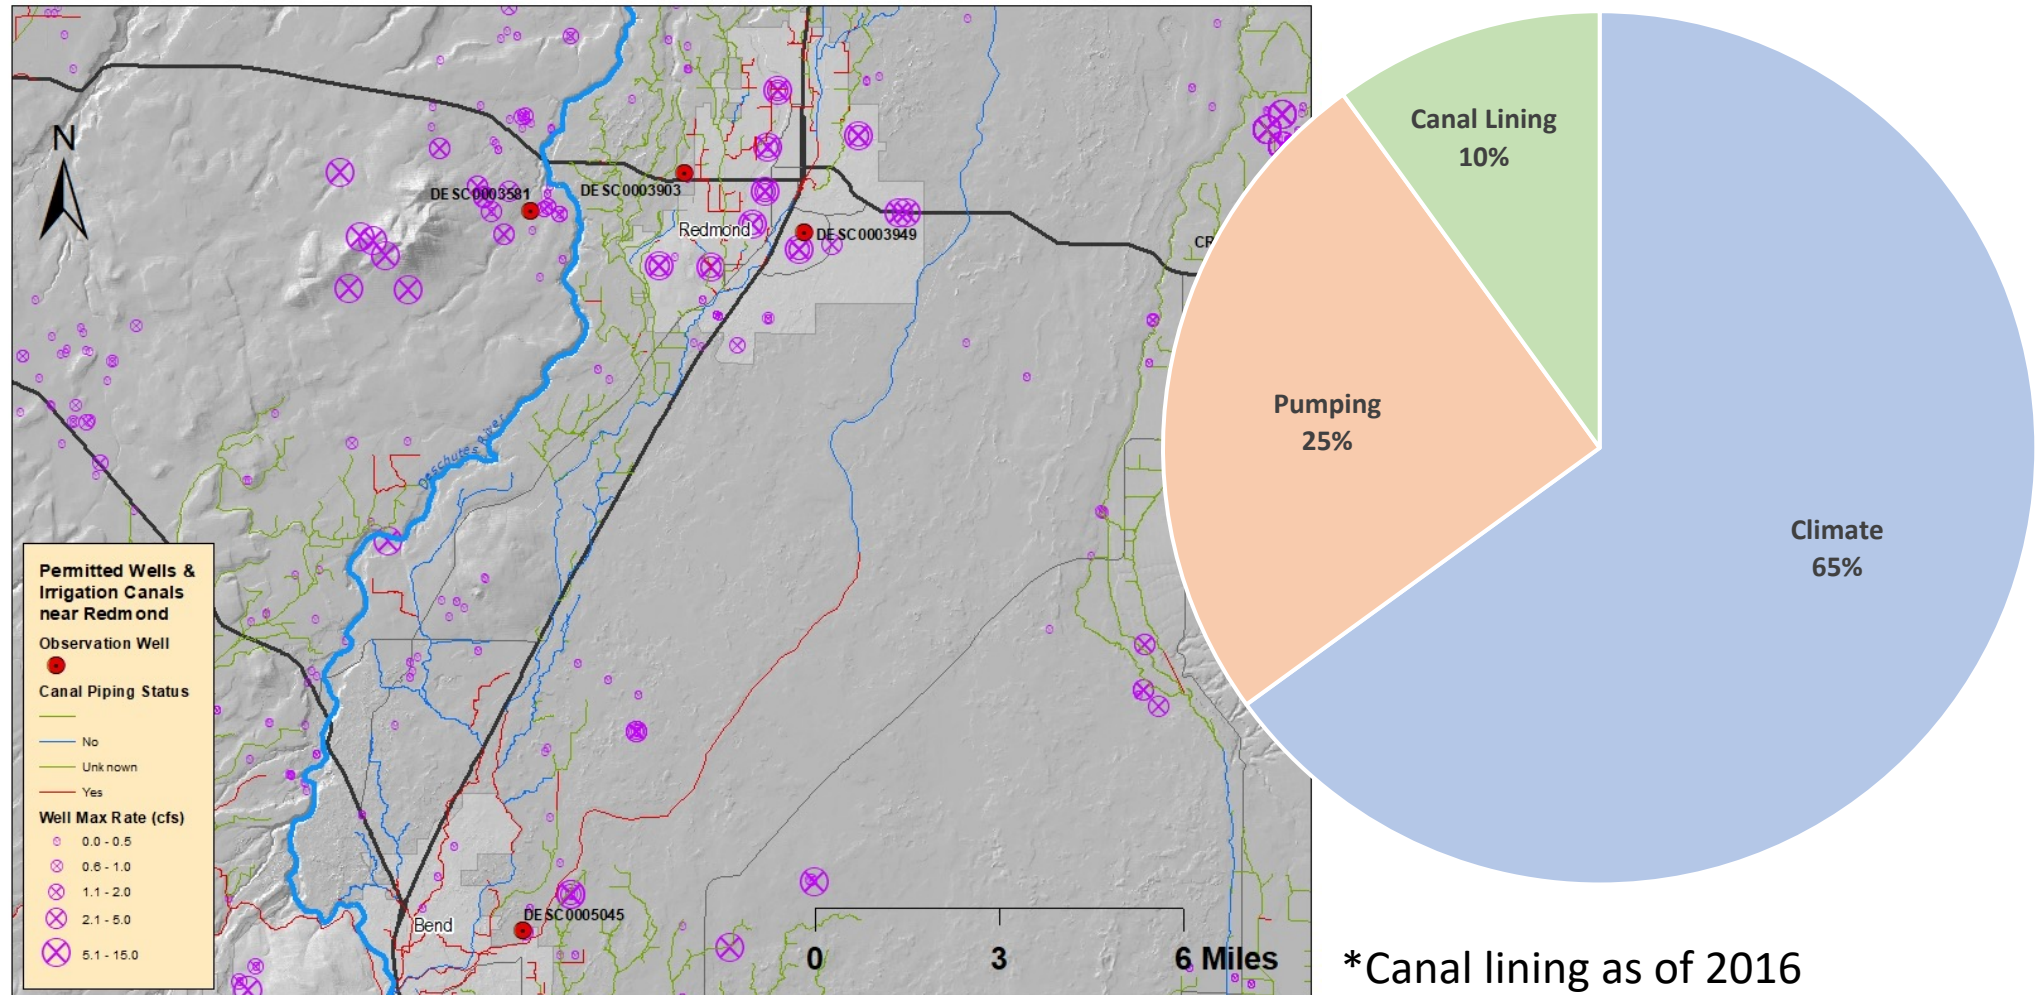 N
DESC0003581
DESC0003903
Redmond
DESC0003949
CR
Deschutes River
Permitted Wells &
Irrigation Canals
near Redmond
Observation Well
Canal Piping Status
No
Unknown
Yes
Well Max Rate (cfs)
0.0 - 0.5
0.6 - 1.0
1.1 - 2.0
2.1 - 5.0
5.1 - 15.0
Bend
DESC0005045
0 3 6 Miles
Canal Lining
10%
Pumping
25%
Climate
65%
*Canal lining as of 2016